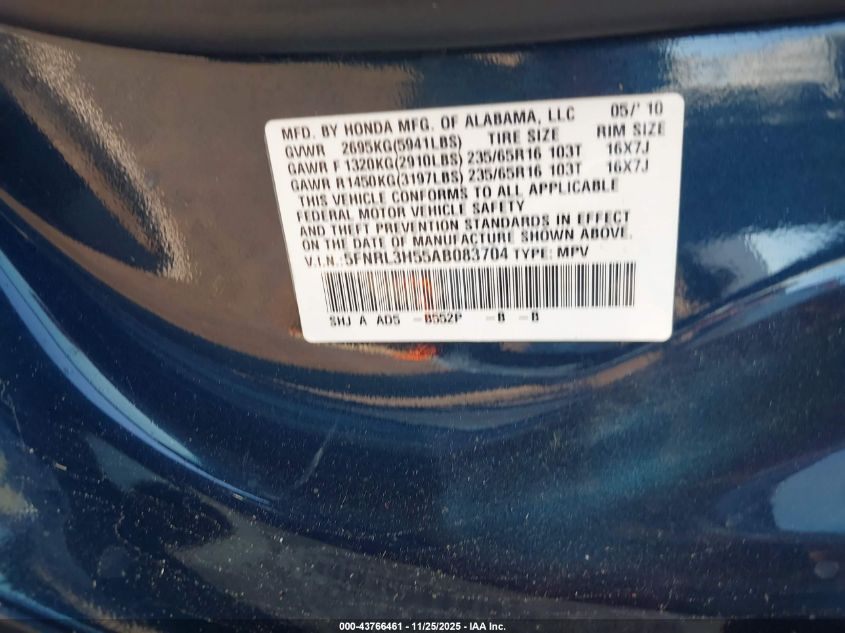 MFD. BY HONDA MFG. OF ALABAMA, LLC 05/'10
GVWR 2695KG(5941LBS) TIRE SIZE RIM SIZE
GAWR F 1320KG(2910LBS) 235/65R16 103T 16X7J
GAWR R1450KG(3197LBS) 235/65R16 103T 16X7J
THIS VEHICLE CONFORMS TO ALL APPLICABLE
FEDERAL MOTOR VEHICLE SAFETY
AND THEFT PREVENTION STANDARDS IN EFFECT
ON THE DATE OF MANUFACTURE SHOWN ABOVE.
V.I.N.: 5FNRL3H55AB083704 TYPE: MPV
SHJ A AD5 -B552P -B -B
000-43766461 - 11/25/2025 - IAA Inc.